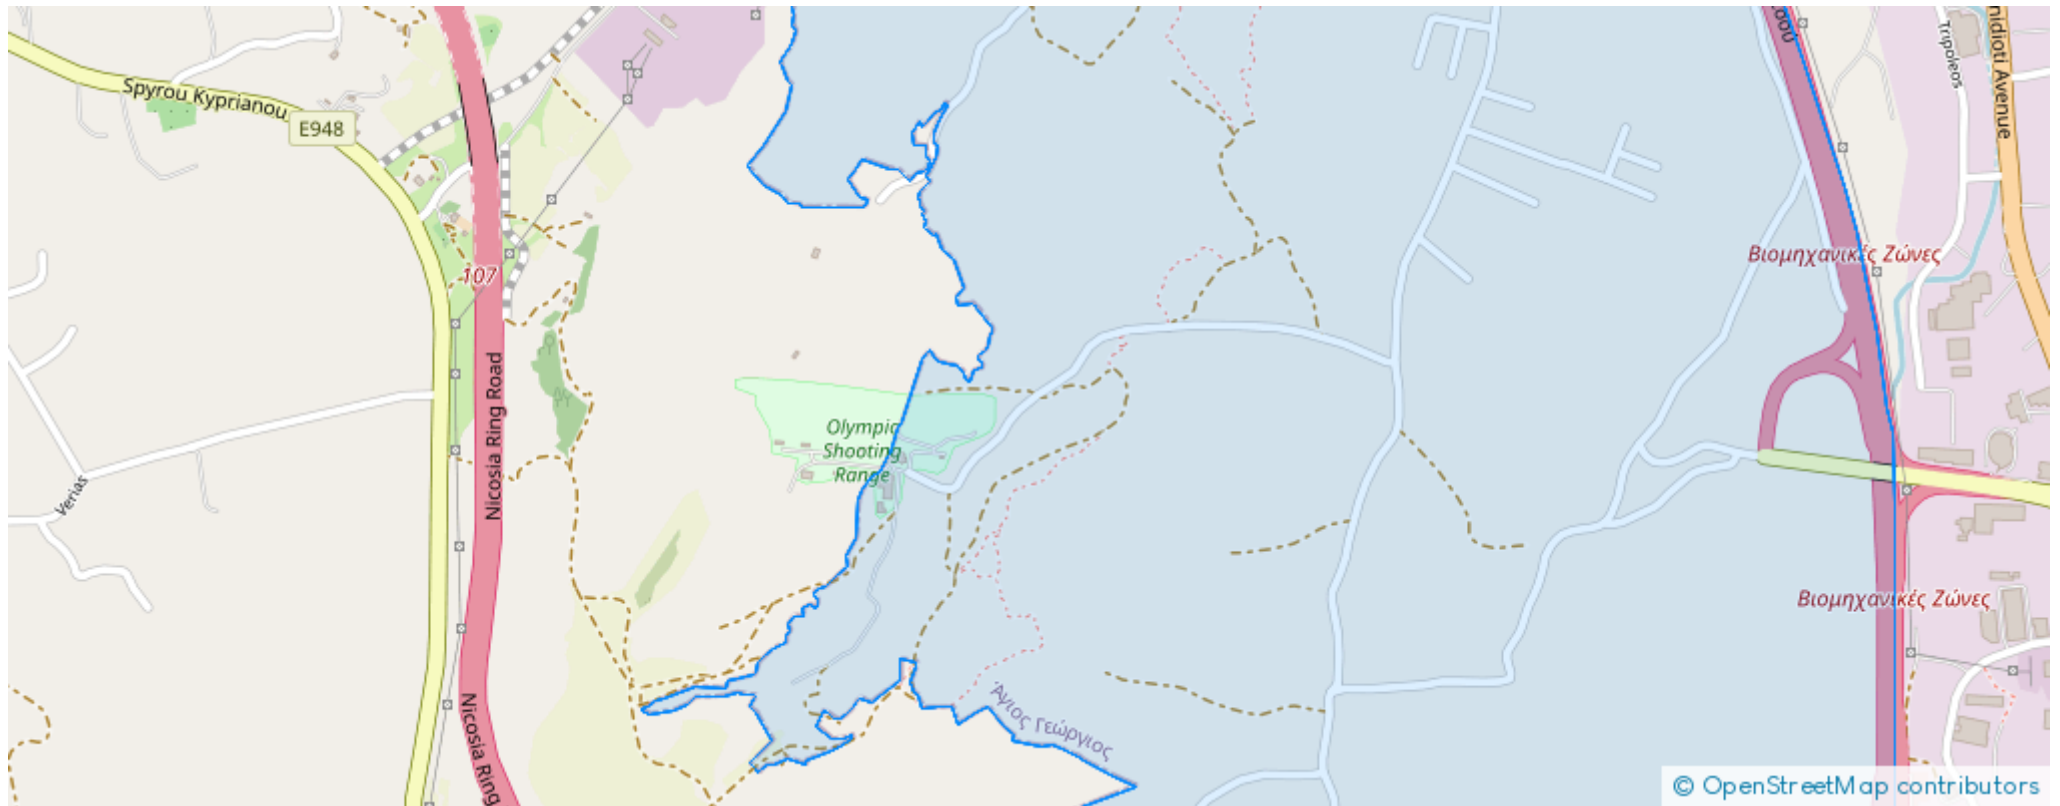 Spyrou Kyprianou
E948
107
Nicosia Ring Road
Nicosia Ring
Verias
Olympic
Shooting
Range
Άγιος Γεώργιος
Tripoleos
Avenue
Βιομηχανικές Ζώνες
Βιομηχανικές Ζώνες
© OpenStreetMap contributors